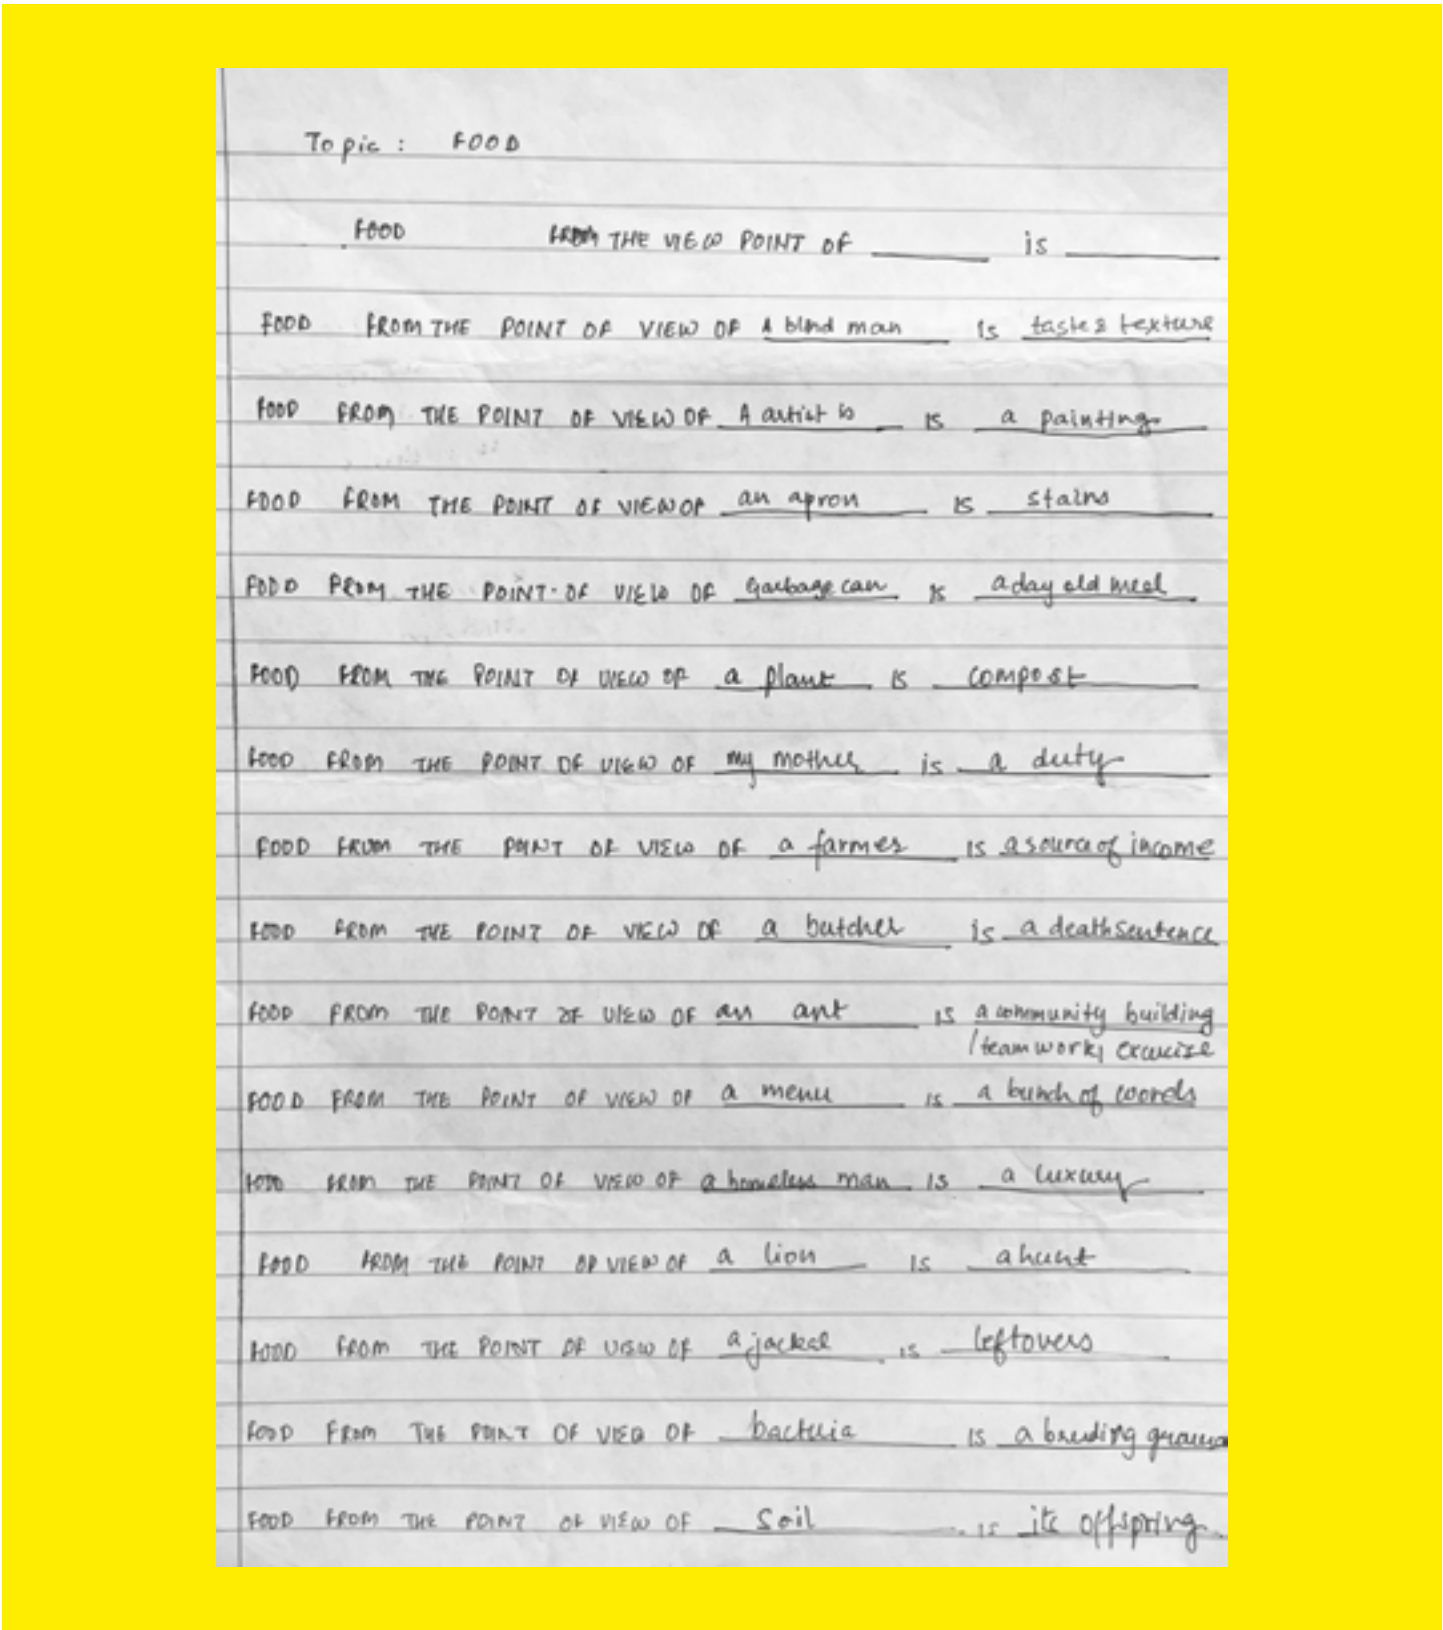 Topic : FOOD
FOOD FROM THE VIEW POINT OF ______ is ______
FOOD FROM THE POINT OF VIEW OF A blind man is taste & texture
FOOD FROM THE POINT OF VIEW OF A artist is is a painting
FOOD FROM THE POINT OF VIEW OF an apron is stains
FOOD FROM THE POINT OF VIEW OF Garbage can is a day old meal
FOOD FROM THE POINT OF VIEW OF a plant is compost
FOOD FROM THE POINT OF VIEW OF my mother is a duty
FOOD FROM THE POINT OF VIEW OF a farmer is a source of income
FOOD FROM THE POINT OF VIEW OF a butcher is a death sentence
FOOD FROM THE POINT OF VIEW OF an ant is a community building
/team work, exercise
FOOD FROM THE POINT OF VIEW OF a menu is a bunch of words
FOOD FROM THE POINT OF VIEW OF a homeless man is a luxury
FOOD FROM THE POINT OF VIEW OF a lion is a hunt
FOOD FROM THE POINT OF VIEW OF a jackal is leftovers
FOOD FROM THE POINT OF VIEW OF bacteria is a breeding ground
FOOD FROM THE POINT OF VIEW OF Soil is its offspring.